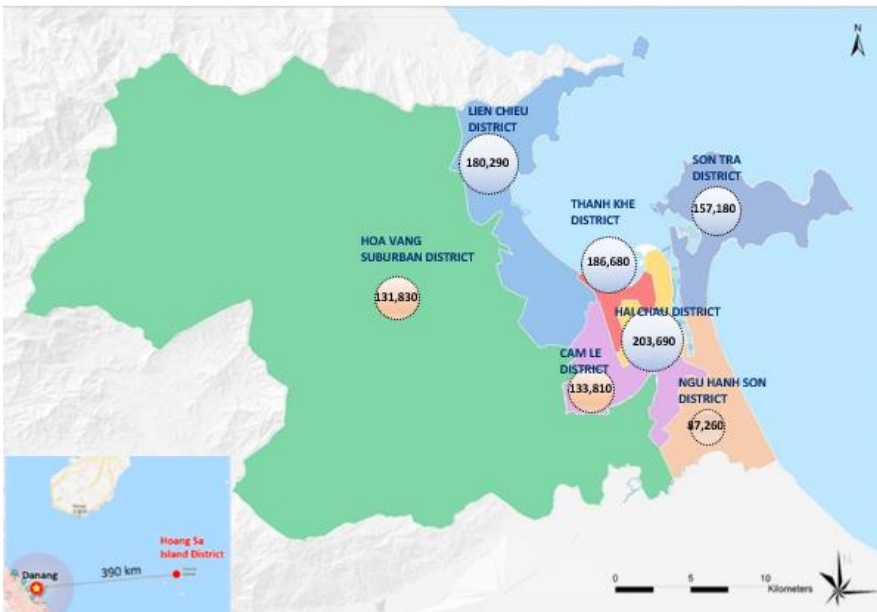 N
LIEN CHIEU
DISTRICT
180,290
SON TRA
DISTRICT
157,180
THANH KHE
DISTRICT
186,680
HOA VANG
SUBURBAN DISTRICT
131,830
HAI CHAU DISTRICT
203,690
CAM LE
DISTRICT
133,810
NGU HANH SON
DISTRICT
87,260
Hoang Sa
Island District
390 km
Danang
0 5 10
Kilometers
N